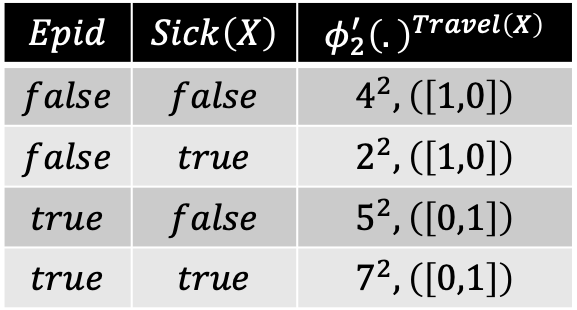 Epid Sick(X) ϕ′₂(.)ᵀʳᵃᵛᵉˡ⁽ˣ⁾
false false 4², ([1,0])
false true 2², ([1,0])
true false 5², ([0,1])
true true 7², ([0,1])